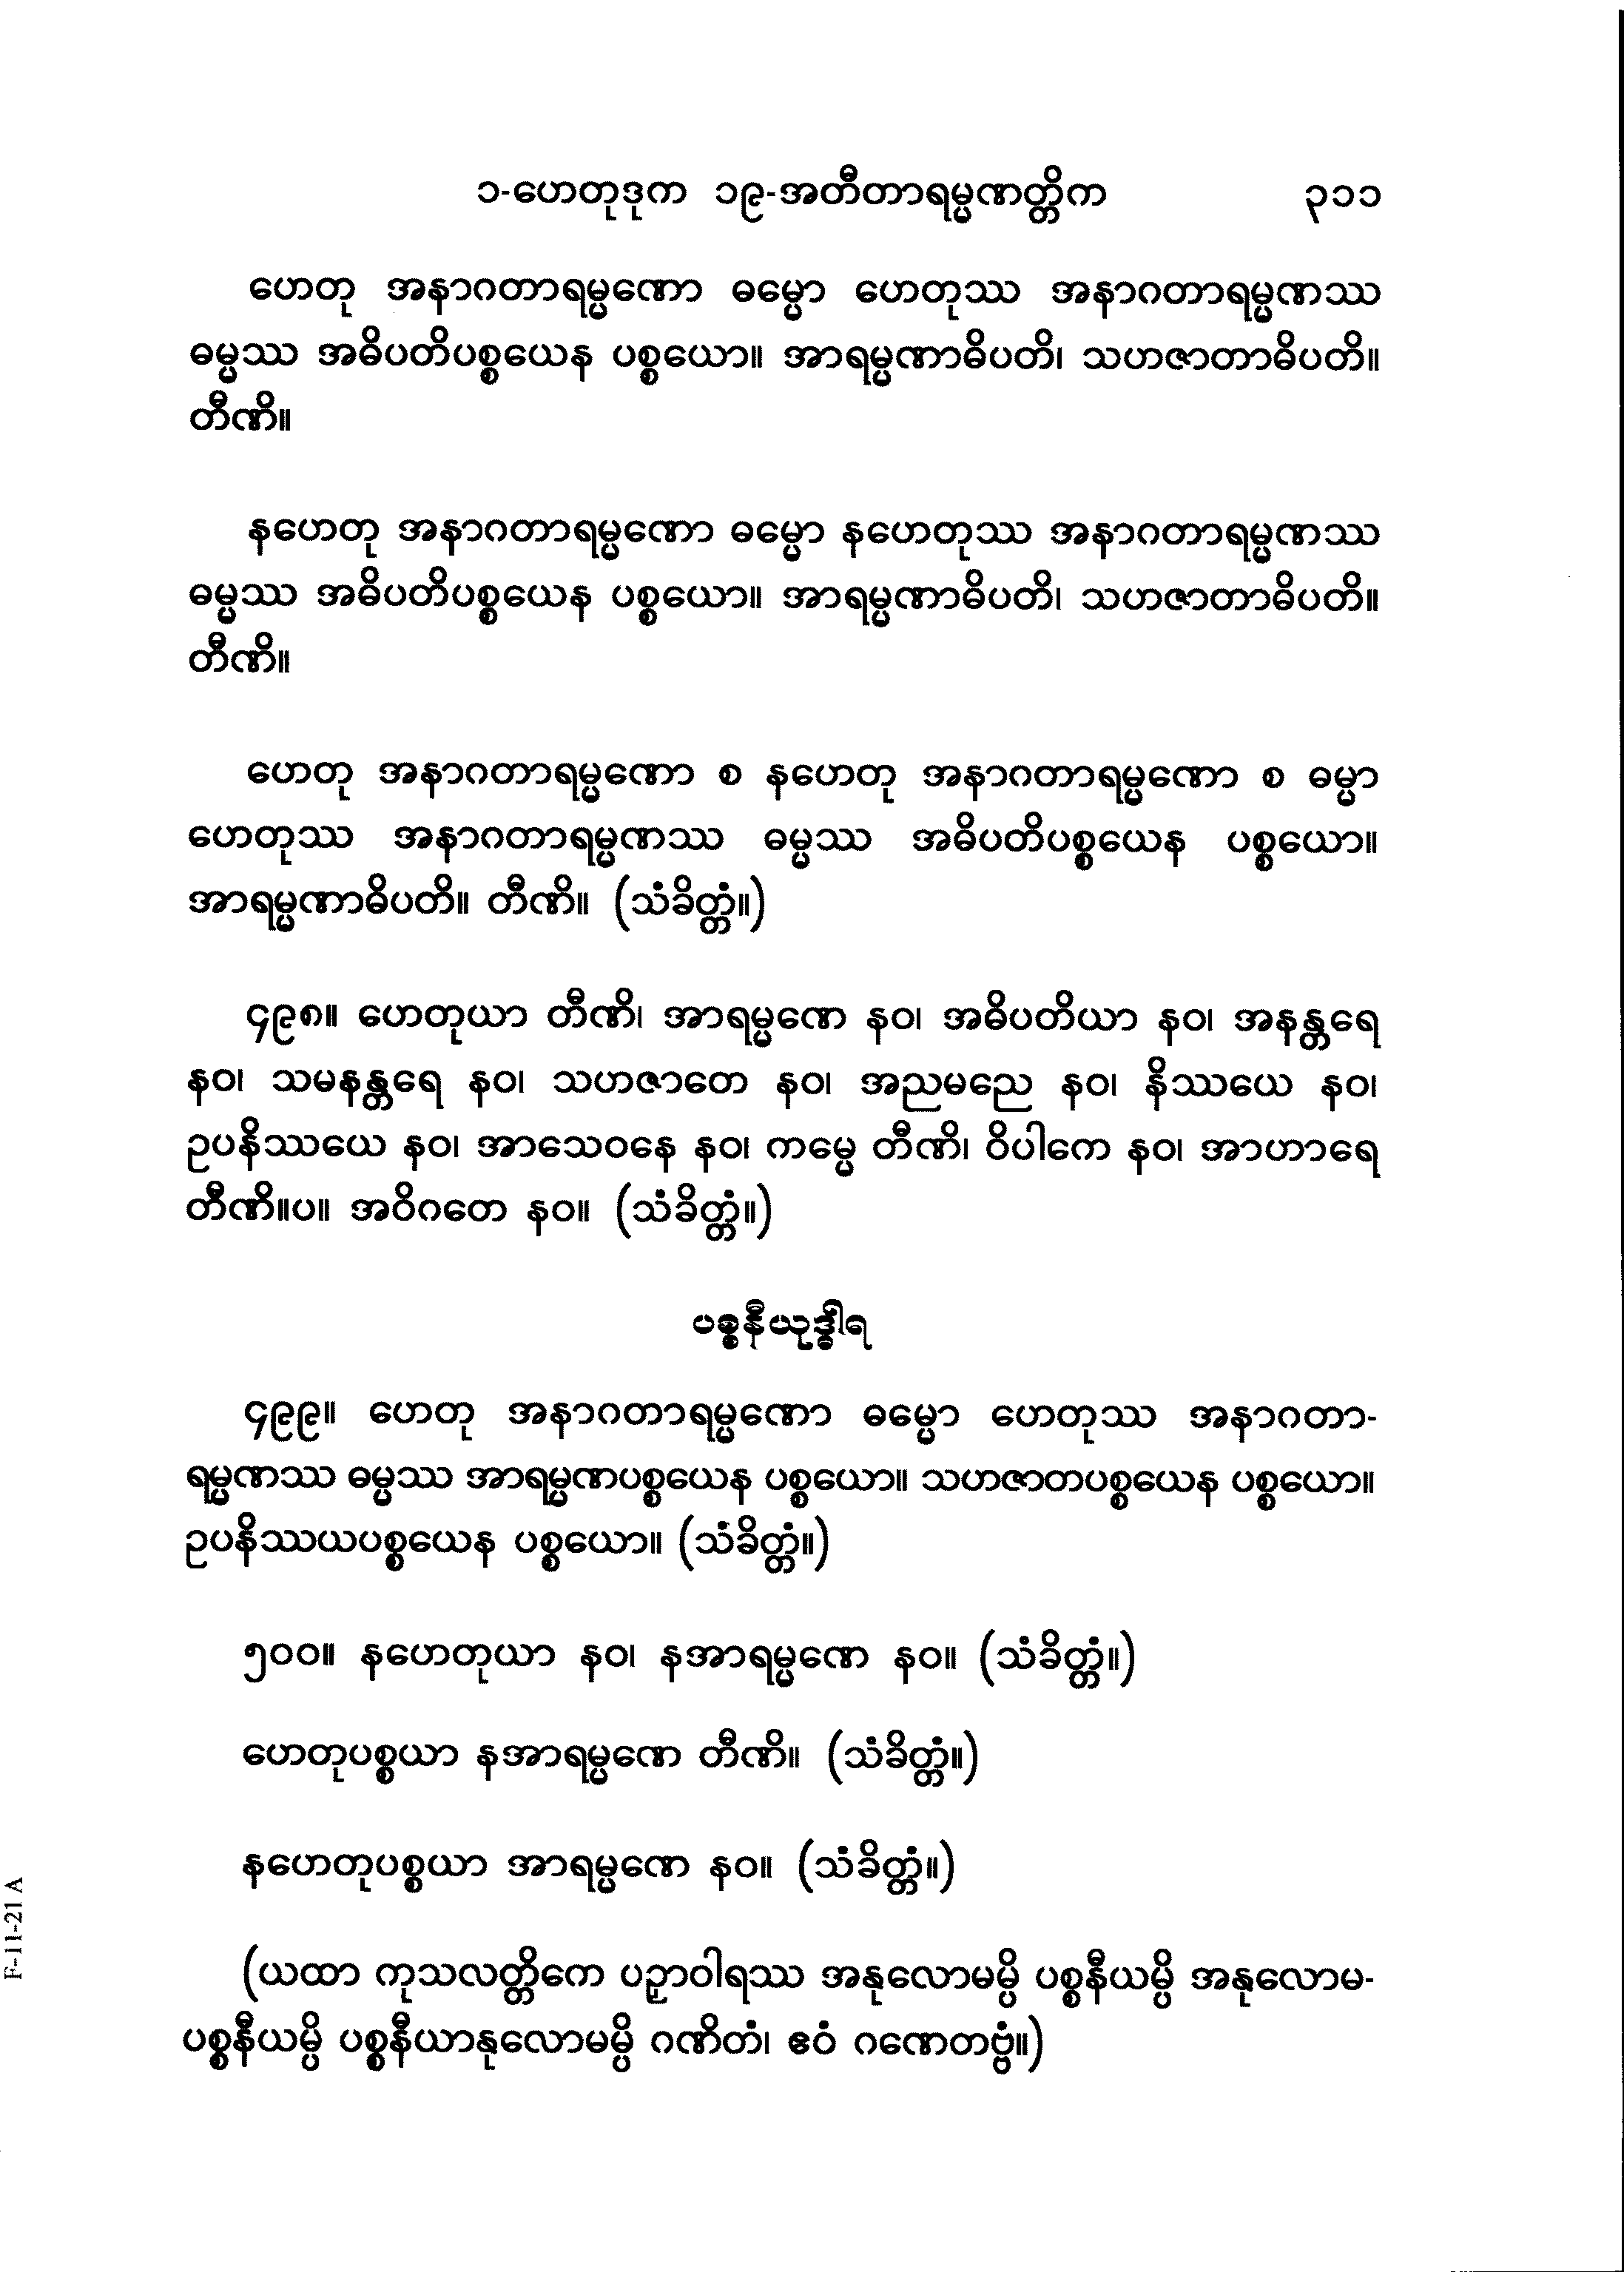 ၁-ဟေတုဒုက ၁၉-အတီတာရမ္မဏတ္တိက ၃၁၁
ဟေတု အနာဂတာရမ္မဏော ဓမ္မော ဟေတုဿ အနာဂတာရမ္မဏဿ
ဓမ္မဿ အဓိပတိပစ္စယေန ပစ္စယော။ အာရမ္မဏာဓိပတိ၊ သဟဇာတာဓိပတိ။
တီဏိ။
နဟေတု အနာဂတာရမ္မဏော ဓမ္မော နဟေတုဿ အနာဂတာရမ္မဏဿ
ဓမ္မဿ အဓိပတိပစ္စယေန ပစ္စယော။ အာရမ္မဏာဓိပတိ၊ သဟဇာတာဓိပတိ။
တီဏိ။
ဟေတု အနာဂတာရမ္မဏော စ နဟေတု အနာဂတာရမ္မဏော စ ဓမ္မာ
ဟေတုဿ အနာဂတာရမ္မဏဿ ဓမ္မဿ အဓိပတိပစ္စယေန ပစ္စယော။
အာရမ္မဏာဓိပတိ။ တီဏိ။ (သံခိတ္တံ။)
၄၉၈။ ဟေတုယာ တီဏိ၊ အာရမ္မဏေ နဝ၊ အဓိပတိယာ နဝ၊ အနန္တရေ
နဝ၊ သမနန္တရေ နဝ၊ သဟဇာတေ နဝ၊ အညမညေ နဝ၊ နိဿယေ နဝ၊
ဥပနိဿယေ နဝ၊ အာသေဝနေ နဝ၊ ကမ္မေ တီဏိ၊ ဝိပါကေ နဝ၊ အာဟာရေ
တီဏိ။ပ။ အဝိဂတေ နဝ။ (သံခိတ္တံ။)
ပစ္စနီယုဒ္ဓါရ
၄၉၉။ ဟေတု အနာဂတာရမ္မဏော ဓမ္မော ဟေတုဿ အနာဂတာ-
ရမ္မဏဿ ဓမ္မဿ အာရမ္မဏပစ္စယေန ပစ္စယော။ သဟဇာတပစ္စယေန ပစ္စယော။
ဥပနိဿယပစ္စယေန ပစ္စယော။ (သံခိတ္တံ။)
၅၀၀။ နဟေတုယာ နဝ၊ နအာရမ္မဏေ နဝ။ (သံခိတ္တံ။)
ဟေတုပစ္စယာ နအာရမ္မဏေ တီဏိ။ (သံခိတ္တံ။)
နဟေတုပစ္စယာ အာရမ္မဏေ နဝ။ (သံခိတ္တံ။)
(ယထာ ကုသလတ္တိကေ ပဉှာဝါရဿ အနုလောမမ္ပိ ပစ္စနီယမ္ပိ အနုလောမ-
ပစ္စနီယမ္ပိ ပစ္စနီယာနုလောမမ္ပိ ဂဏိတံ၊ ဧဝံ ဂဏေတဗ္ဗံ။)
F-11-21 A